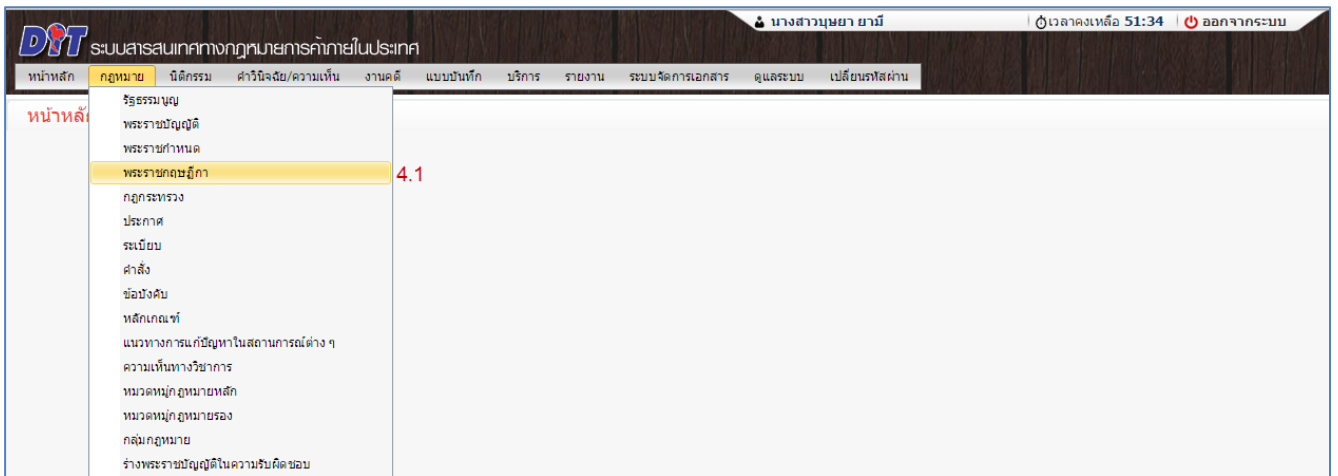 นางสาวบุษยา ยามี เวลาคงเหลือ 51:34 ออกจากระบบ
DIT ระบบสารสนเทศทางกฎหมายการค้าภายในประเทศ
หน้าหลัก กฎหมาย นิติกรรม คำวินิจฉัย/ความเห็น งานคดี แบบบันทึก บริการ รายงาน ระบบจัดการเอกสาร ดูแลระบบ เปลี่ยนรหัสผ่าน
รัฐธรรมนูญ
หน้าหลัก
พระราชบัญญัติ
พระราชกำหนด
พระราชกฤษฎีกา 4.1
กฎกระทรวง
ประกาศ
ระเบียบ
คำสั่ง
ข้อบังคับ
หลักเกณฑ์
แนวทางการแก้ปัญหาในสถานการณ์ต่าง ๆ
ความเห็นทางวิชาการ
หมวดหมู่กฎหมายหลัก
หมวดหมู่กฎหมายรอง
กลุ่มกฎหมาย
ร่างพระราชบัญญัติในความรับผิดชอบ